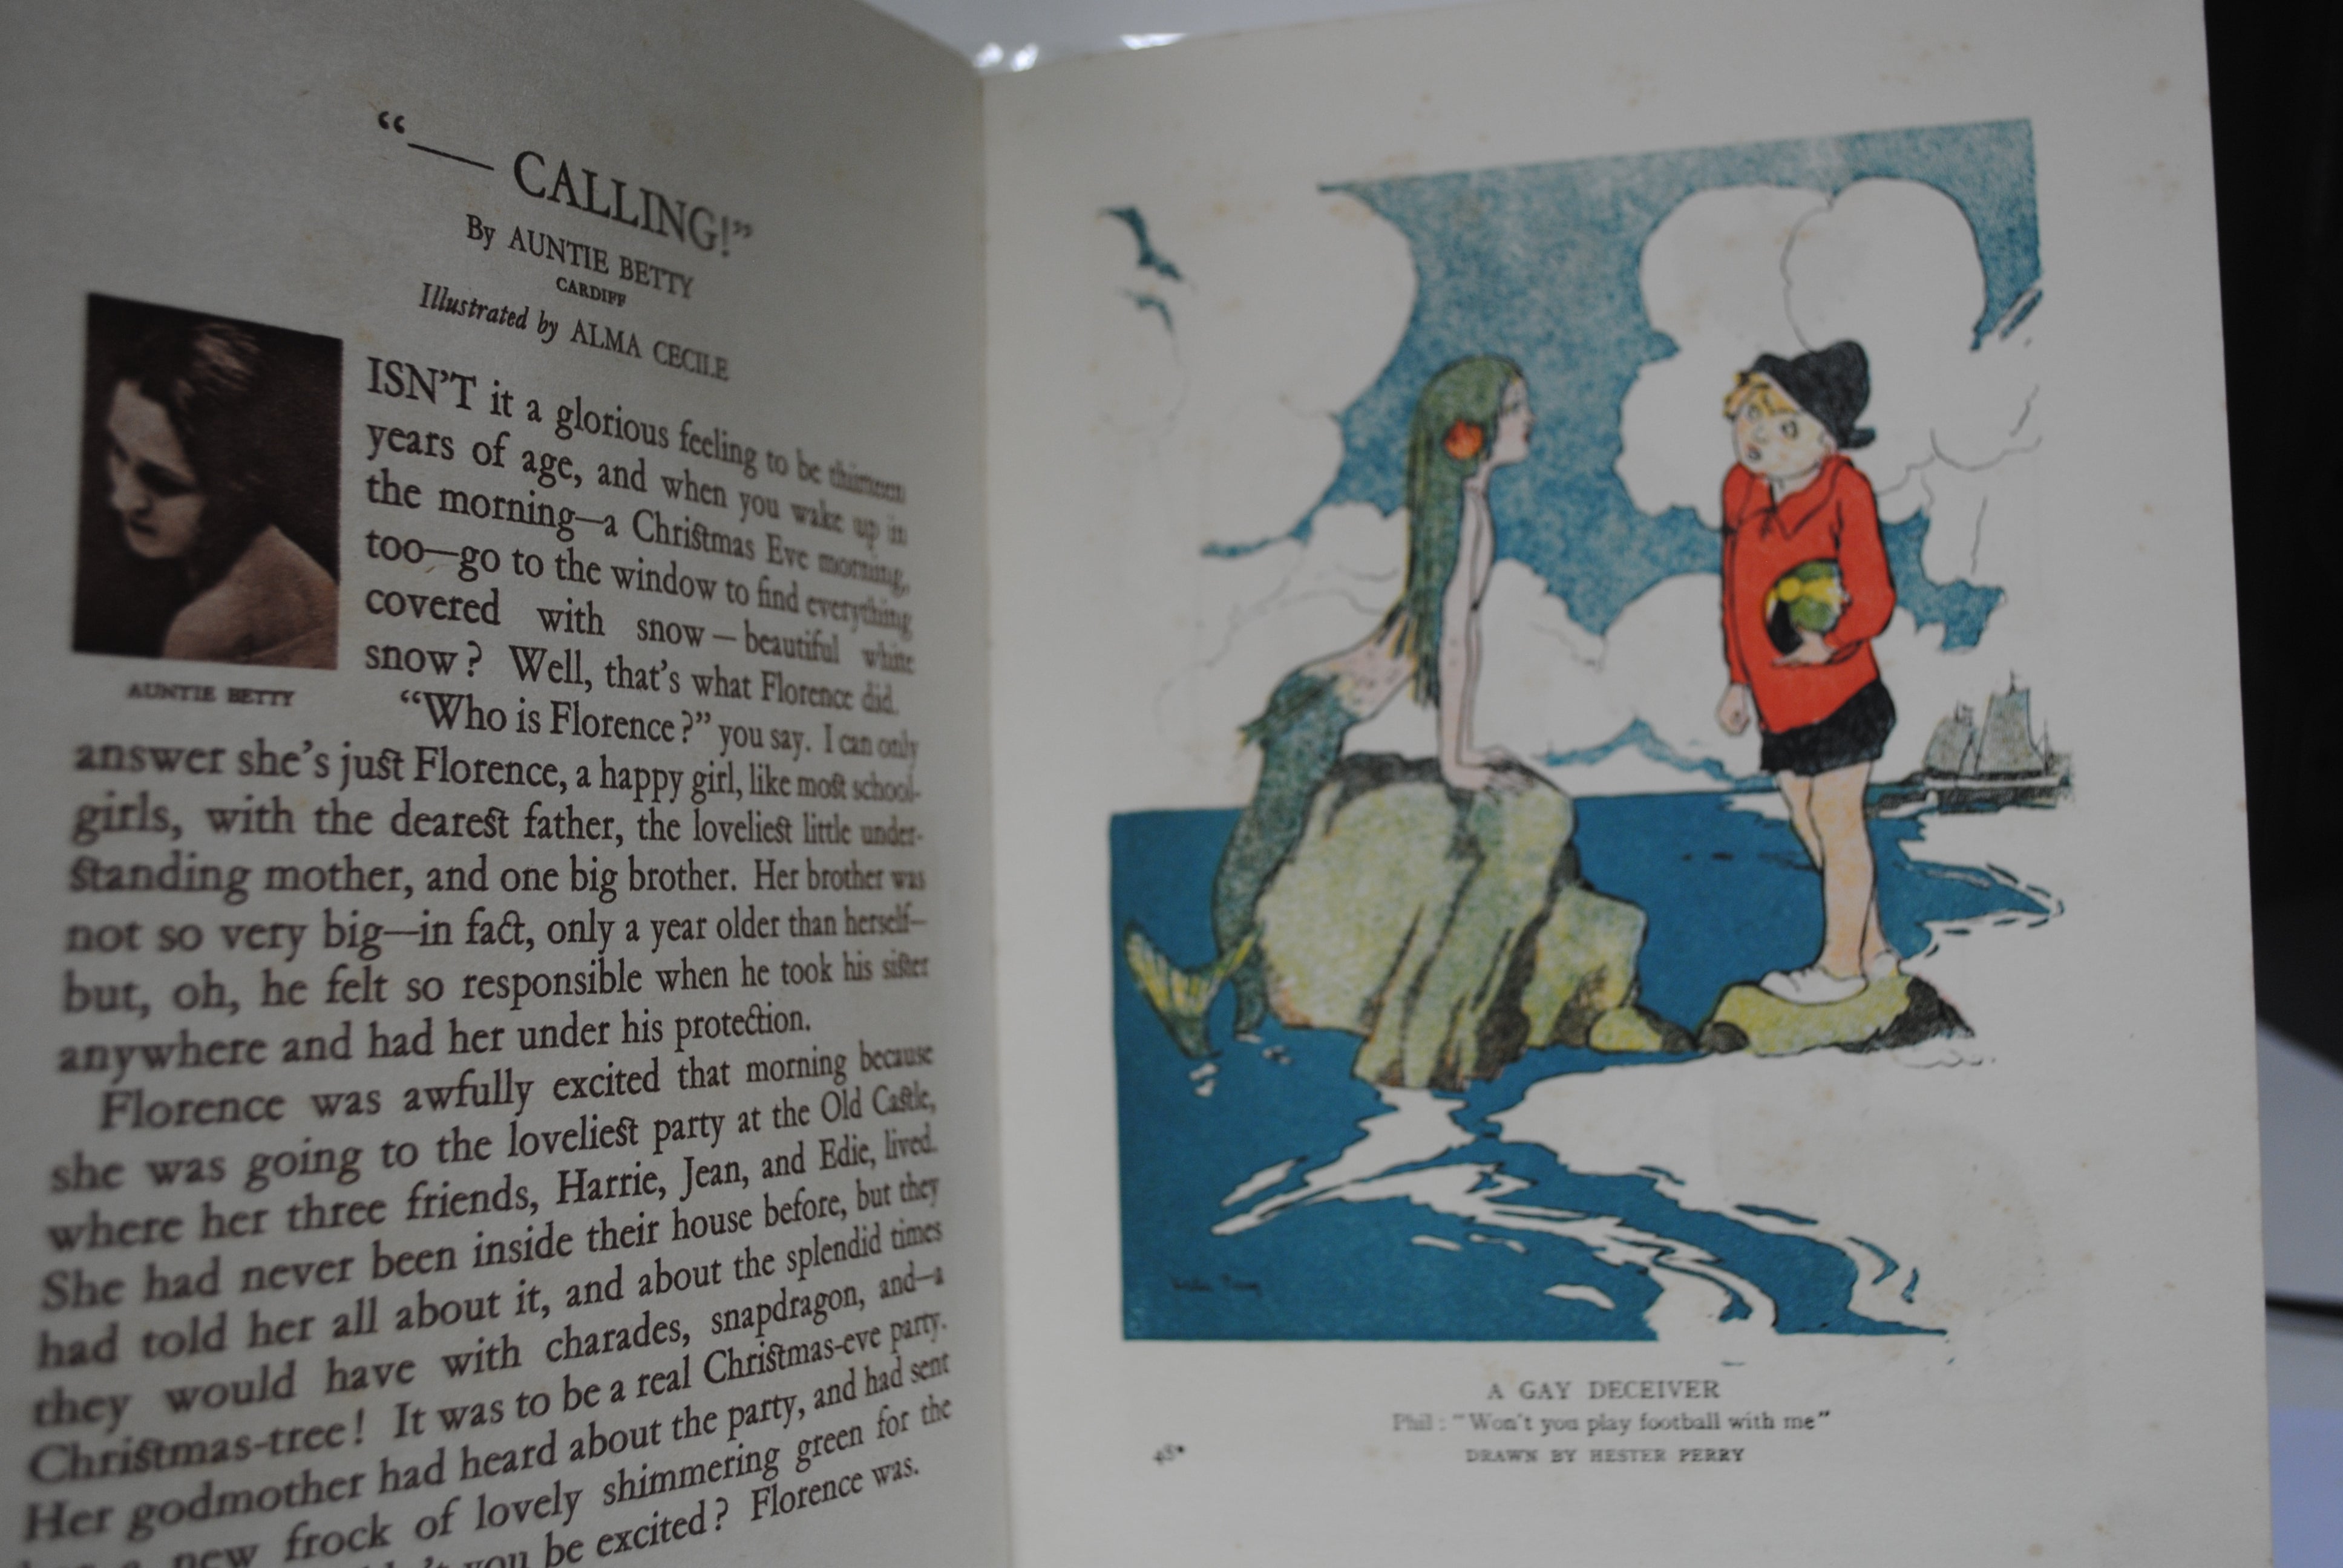 “— CALLING!”
By AUNTIE BETTY
CARDIFF
Illustrated by ALMA CECILE
ISN'T it a glorious feeling to be thirteen
years of age, and when you wake up in
the morning—a Christmas Eve morning,
too—go to the window to find everything
covered with snow—beautiful white
snow? Well, that's what Florence did.
“Who is Florence?” you say. I can only
AUNTIE BETTY
answer she's just Florence, a happy girl, like most school-
girls, with the dearest father, the loveliest little under-
standing mother, and one big brother. Her brother was
not so very big—in fact, only a year older than herself—
but, oh, he felt so responsible when he took his sister
anywhere and had her under his protection.
Florence was awfully excited that morning because
she was going to the loveliest party at the Old Castle,
where her three friends, Harrie, Jean, and Edie, lived.
She had never been inside their house before, but they
had told her all about it, and about the splendid times
they would have with charades, snapdragon, and—a
Christmas-tree! It was to be a real Christmas-eve party.
Her godmother had heard about the party, and had sent
a new frock of lovely shimmering green for the
you be excited? Florence was.
A GAY DECEIVER
Phil: “Won't you play football with me”
DRAWN BY HESTER PERRY